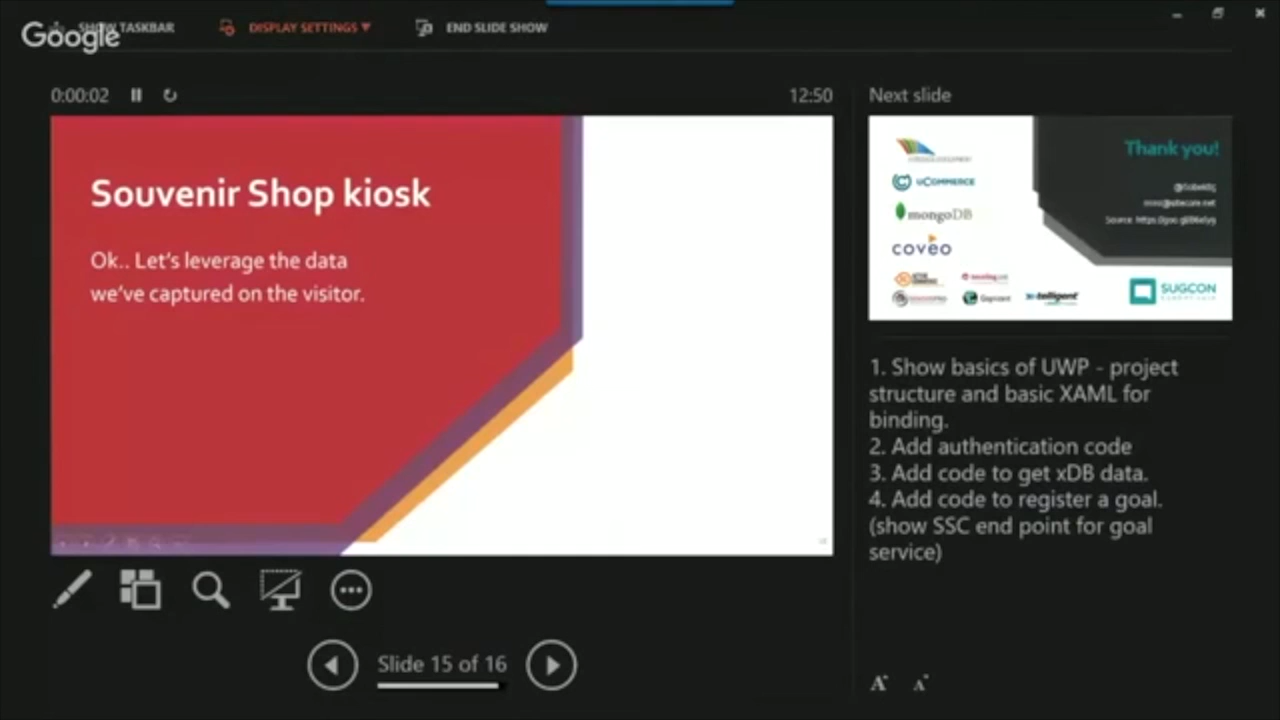 Google
SHOW TASKBAR
DISPLAY SETTINGS ▼
END SLIDE SHOW
0:00:02
12:50
Souvenir Shop kiosk
Ok.. Let's leverage the data
we've captured on the visitor.
Slide 15 of 16
Next slide
Thank you!
uCOMMERCE
mongoDB
coveo
Cognizant
telligent
SUGCON
1. Show basics of UWP - project
structure and basic XAML for
binding.
2. Add authentication code
3. Add code to get xDB data.
4. Add code to register a goal.
(show SSC end point for goal
service)
A A